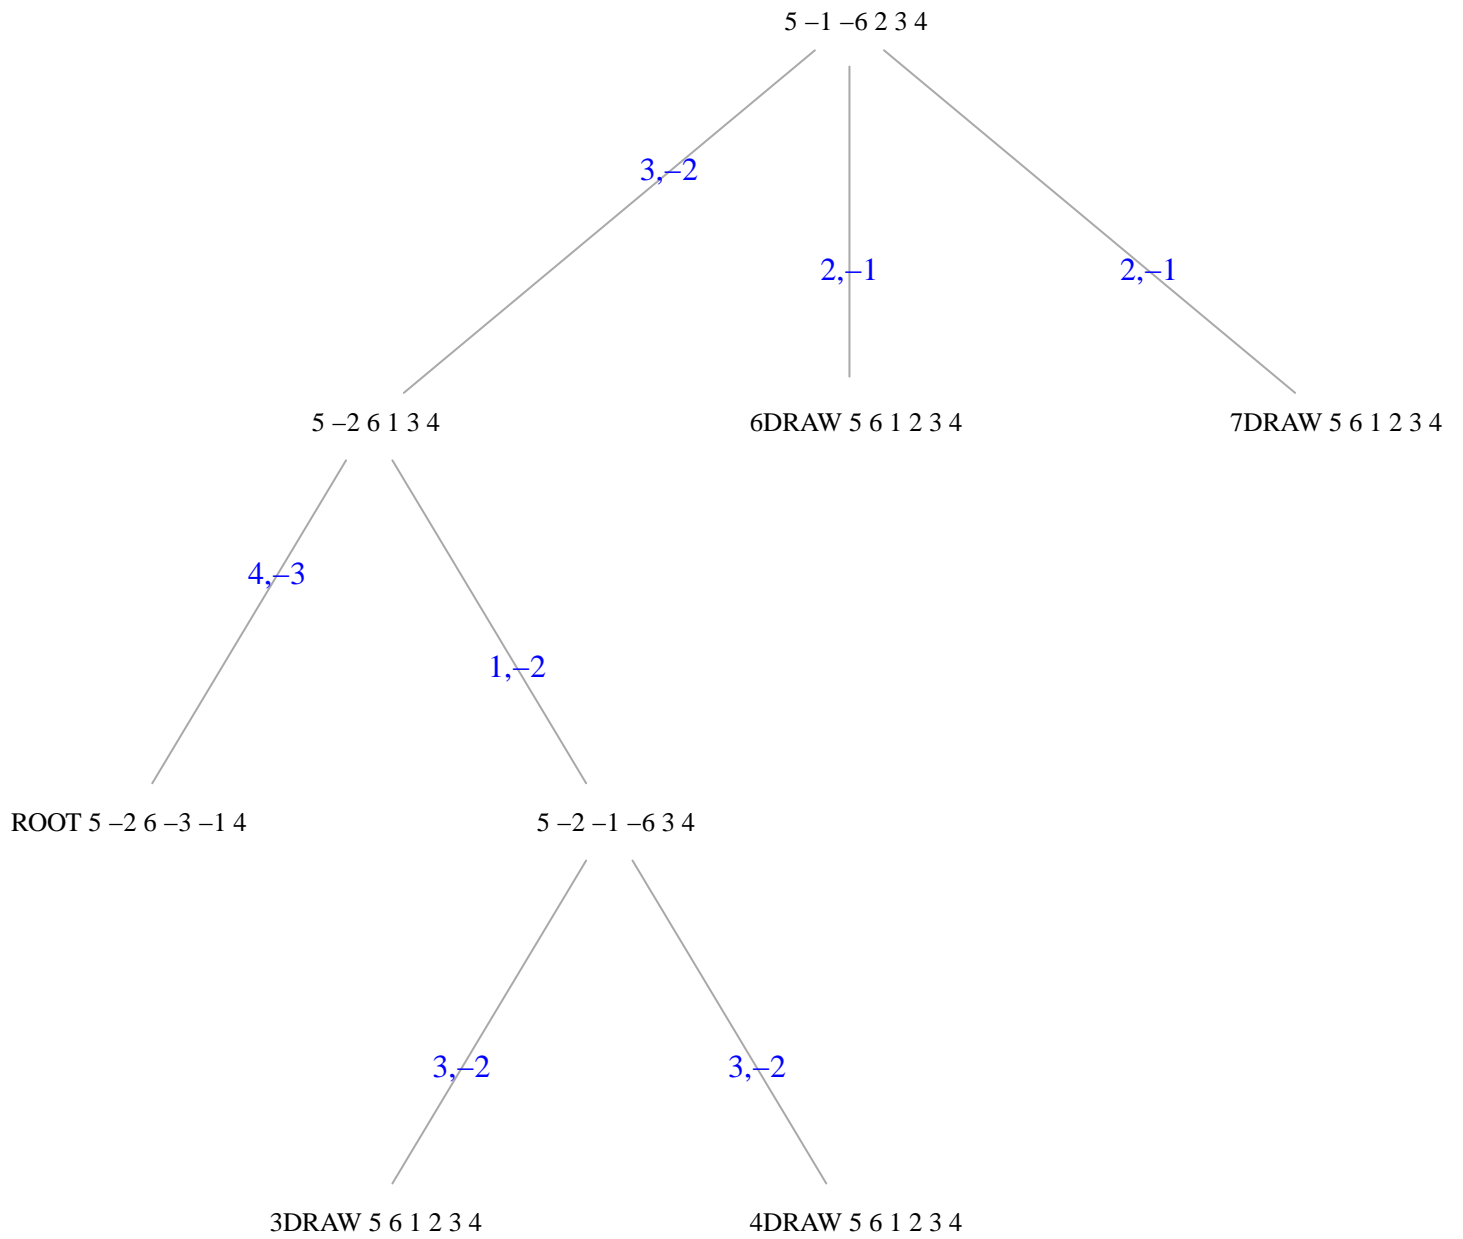 5 –1 –6 2 3 4
3,–2
2,–1
2,–1
5 –2 6 1 3 4
6DRAW 5 6 1 2 3 4
7DRAW 5 6 1 2 3 4
4,–3
1,–2
ROOT 5 –2 6 –3 –1 4
5 –2 –1 –6 3 4
3,–2
3,–2
3DRAW 5 6 1 2 3 4
4DRAW 5 6 1 2 3 4